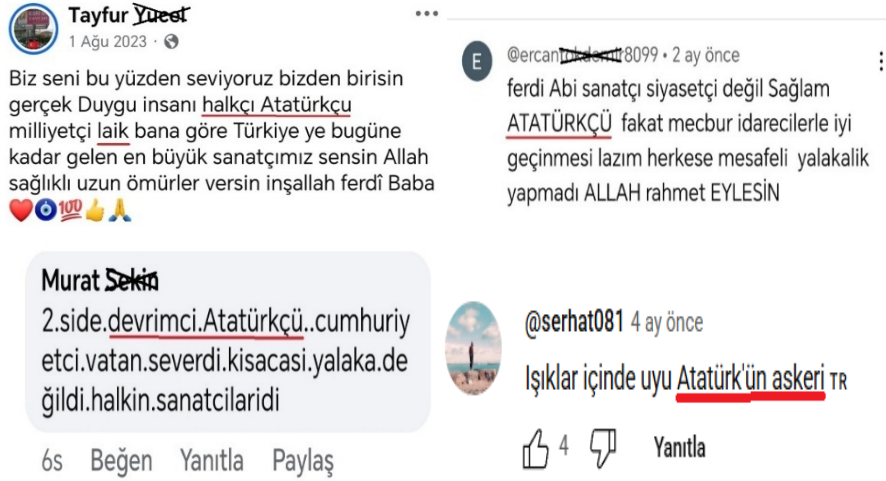 Tayfur
1 Ağu 2023 ·
Biz seni bu yüzden seviyoruz bizden birisin
gerçek Duygu insanı halkçı Atatürkçu
milliyetçi laik bana göre Türkiye ye bugüne
kadar gelen en büyük sanatçımız sensin Allah
sağlıklı uzun ömürler versin inşallah ferdî Baba
❤️🧿💯👍🙏
Murat
2.side.devrimci.Atatürkçü..cumhuriy
etci.vatan.severdi.kisacasi.yalaka.de
ğildi.halkin.sanatcilaridi
6s Beğen Yanıtla Paylaş
E
@ercan 8099 • 2 ay önce
ferdi Abi sanatçı siyasetçi değil Sağlam
ATATÜRKÇÜ fakat mecbur idarecilerle iyi
geçinmesi lazım herkese mesafeli yalakalik
yapmadı ALLAH rahmet EYLESİN
@serhat081 4 ay önce
Işıklar içinde uyu Atatürk'ün askeri TR
4 Yanıtla